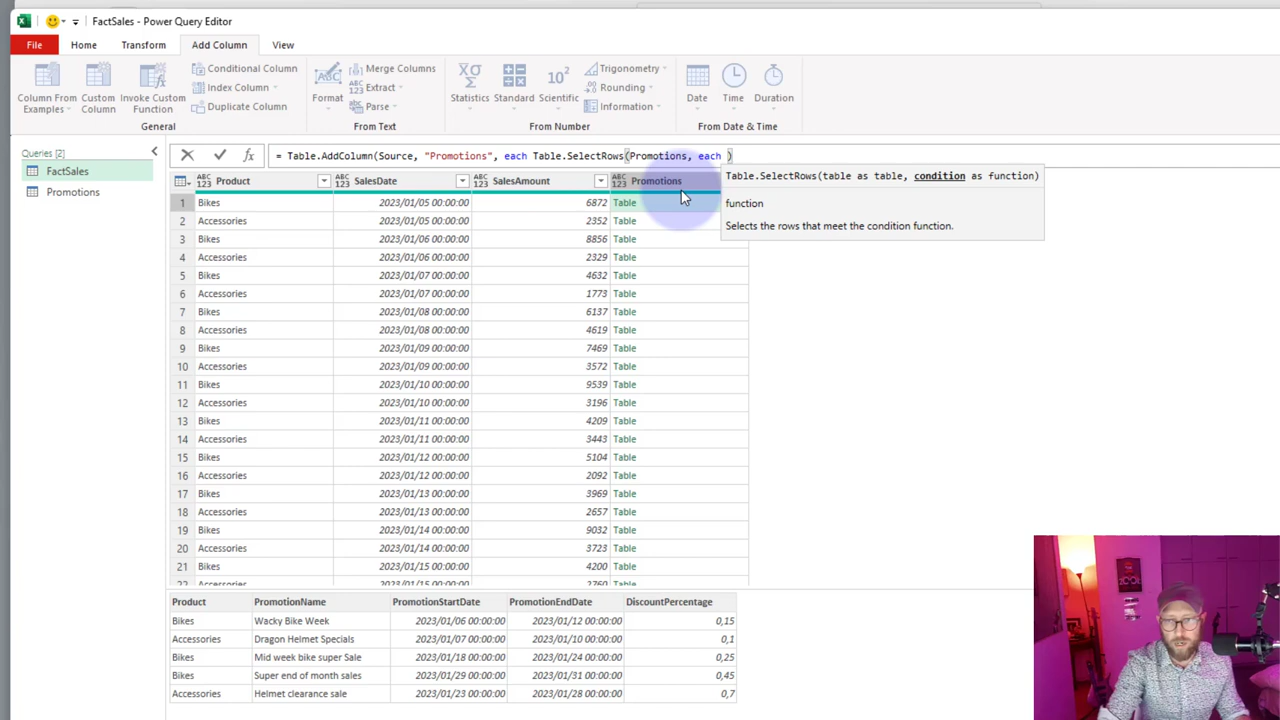 FactSales - Power Query Editor
File Home Transform Add Column View
Column From Examples
Custom Column
Invoke Custom Function
Conditional Column
Index Column
Duplicate Column
General
Format
Merge Columns
Extract
Parse
From Text
Statistics
Standard
Scientific
Trigonometry
Rounding
Information
From Number
Date
Time
Duration
From Date & Time
Queries [2]
FactSales
Promotions
= Table.AddColumn(Source, "Promotions", each Table.SelectRows(Promotions, each )
Table.SelectRows(table as table, condition as function)
function
Selects the rows that meet the condition function.
Product SalesDate SalesAmount Promotions
1 Bikes 2023/01/05 00:00:00 6872 Table
2 Accessories 2023/01/05 00:00:00 2352 Table
3 Bikes 2023/01/06 00:00:00 8856 Table
4 Accessories 2023/01/06 00:00:00 2329 Table
5 Bikes 2023/01/07 00:00:00 4632 Table
6 Accessories 2023/01/07 00:00:00 1773 Table
7 Bikes 2023/01/08 00:00:00 6137 Table
8 Accessories 2023/01/08 00:00:00 4619 Table
9 Bikes 2023/01/09 00:00:00 7469 Table
10 Accessories 2023/01/09 00:00:00 3572 Table
11 Bikes 2023/01/10 00:00:00 9539 Table
12 Accessories 2023/01/10 00:00:00 3196 Table
13 Bikes 2023/01/11 00:00:00 4209 Table
14 Accessories 2023/01/11 00:00:00 3443 Table
15 Bikes 2023/01/12 00:00:00 5104 Table
16 Accessories 2023/01/12 00:00:00 2092 Table
17 Bikes 2023/01/13 00:00:00 3969 Table
18 Accessories 2023/01/13 00:00:00 2657 Table
19 Bikes 2023/01/14 00:00:00 9032 Table
20 Accessories 2023/01/14 00:00:00 3723 Table
21 Bikes 2023/01/15 00:00:00 4200 Table
22 Accessories 2023/01/15 00:00:00 2760 Table
Product PromotionName PromotionStartDate PromotionEndDate DiscountPercentage
Bikes Wacky Bike Week 2023/01/06 00:00:00 2023/01/12 00:00:00 0,15
Accessories Dragon Helmet Specials 2023/01/07 00:00:00 2023/01/10 00:00:00 0,1
Bikes Mid week bike super Sale 2023/01/18 00:00:00 2023/01/24 00:00:00 0,25
Bikes Super end of month sales 2023/01/29 00:00:00 2023/01/31 00:00:00 0,45
Accessories Helmet clearance sale 2023/01/23 00:00:00 2023/01/28 00:00:00 0,7